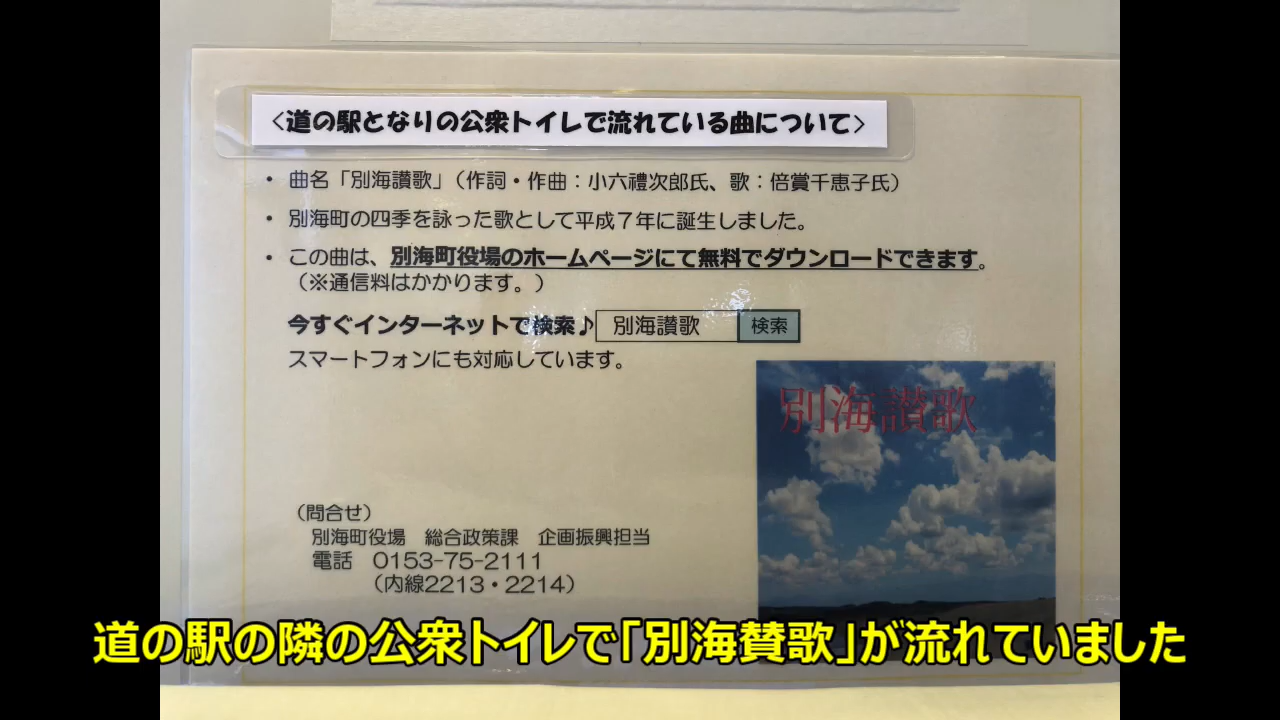 <道の駅となりの公衆トイレで流れている曲について>
・ 曲名「別海讃歌」（作詞・作曲：小六禮次郎氏、歌：倍賞千恵子氏）
・ 別海町の四季を詠った歌として平成７年に誕生しました。
・ この曲は、別海町役場のホームページにて無料でダウンロードできます。
（※通信料はかかります。）
今すぐインターネットで検索♪ 別海讃歌 検索
スマートフォンにも対応しています。
別海讃歌
（問合せ）
別海町役場　総合政策課　企画振興担当
電話　0153-75-2111
（内線2213・2214）
道の駅の隣の公衆トイレで「別海賛歌」が流れていました